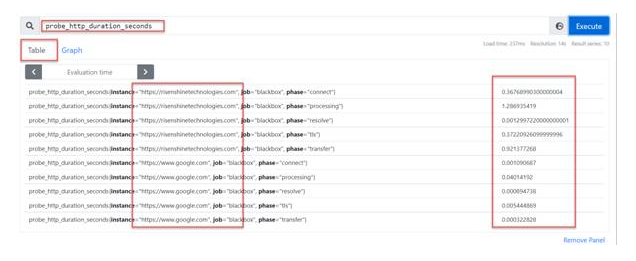 probe_http_duration_seconds
Execute
Load time: 237ms Resolution: 14s Result series: 10
Table Graph
Evaluation time
probe_http_duration_seconds{instance="https://risenshinetechnologies.com", job="blackbox", phase="connect"} 0.36768990300000004
probe_http_duration_seconds{instance="https://risenshinetechnologies.com", job="blackbox", phase="processing"} 1.286935419
probe_http_duration_seconds{instance="https://risenshinetechnologies.com", job="blackbox", phase="resolve"} 0.0012997220000000001
probe_http_duration_seconds{instance="https://risenshinetechnologies.com", job="blackbox", phase="tls"} 0.37220926099999996
probe_http_duration_seconds{instance="https://risenshinetechnologies.com", job="blackbox", phase="transfer"} 0.921377268
probe_http_duration_seconds{instance="https://www.google.com", job="blackbox", phase="connect"} 0.001090687
probe_http_duration_seconds{instance="https://www.google.com", job="blackbox", phase="processing"} 0.04014192
probe_http_duration_seconds{instance="https://www.google.com", job="blackbox", phase="resolve"} 0.000894738
probe_http_duration_seconds{instance="https://www.google.com", job="blackbox", phase="tls"} 0.005444869
probe_http_duration_seconds{instance="https://www.google.com", job="blackbox", phase="transfer"} 0.000322828
Remove Panel